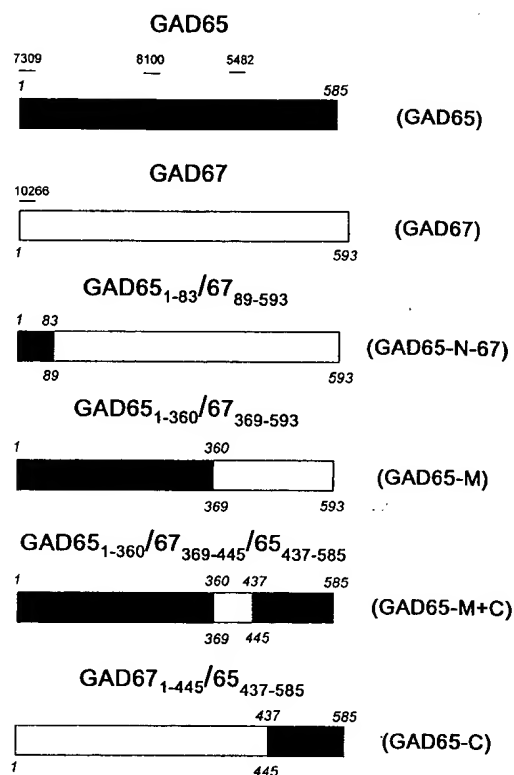 GAD65
7309 8100 5482
1 585
(GAD65)
GAD67
10266
(GAD67)
1 593
GAD65₁₋₈₃/67₈₉₋₅₉₃
1 83
(GAD65-N-67)
89 593
GAD65₁₋₃₆₀/67₃₆₉₋₅₉₃
1 360
(GAD65-M)
369 593
GAD65₁₋₃₆₀/67₃₆₉₋₄₄₅/65₄₃₇₋₅₈₅
1 360 437 585
(GAD65-M+C)
369 445
GAD67₁₋₄₄₅/65₄₃₇₋₅₈₅
437 585
(GAD65-C)
1 445